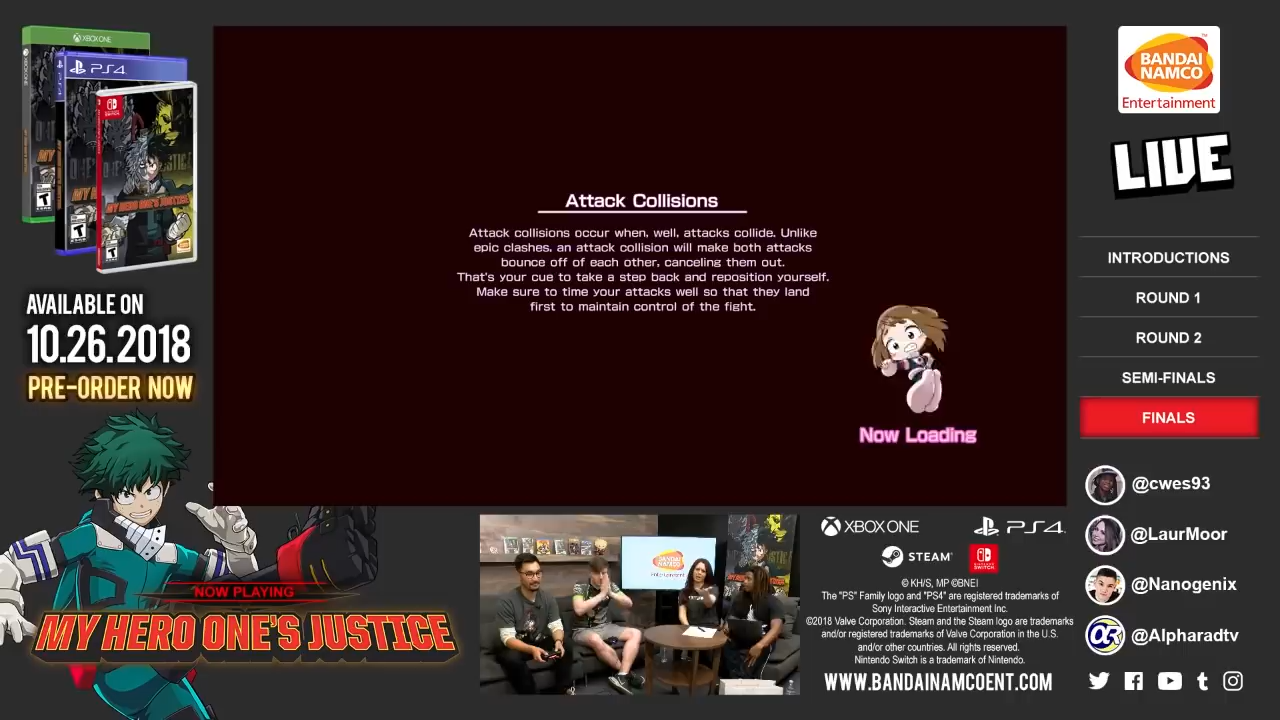 XBOX ONE
PS4
MY HERO ONE'S JUSTICE
AVAILABLE ON
10.26.2018
PRE-ORDER NOW
Attack Collisions
Attack collisions occur when, well, attacks collide. Unlike
epic clashes, an attack collision will make both attacks
bounce off of each other, canceling them out.
That's your cue to take a step back and reposition yourself.
Make sure to time your attacks well so that they land
first to maintain control of the fight.
Now Loading
BANDAI
NAMCO
Entertainment
LIVE
INTRODUCTIONS
ROUND 1
ROUND 2
SEMI-FINALS
FINALS
@cwes93
@LaurMoor
@Nanogenix
@Alpharadtv
NOW PLAYING
MY HERO ONE'S JUSTICE
BANDAI
NAMCO
Entertainment
XBOX ONE
PS4
STEAM
© KH/S, MP ©BNEI
The "PS" Family logo and "PS4" are registered trademarks of
Sony Interactive Entertainment Inc.
©2018 Valve Corporation. Steam and the Steam logo are trademarks
and/or registered trademarks of Valve Corporation in the U.S.
and/or other countries. All rights reserved.
Nintendo Switch is a trademark of Nintendo.
WWW.BANDAINAMCOENT.COM